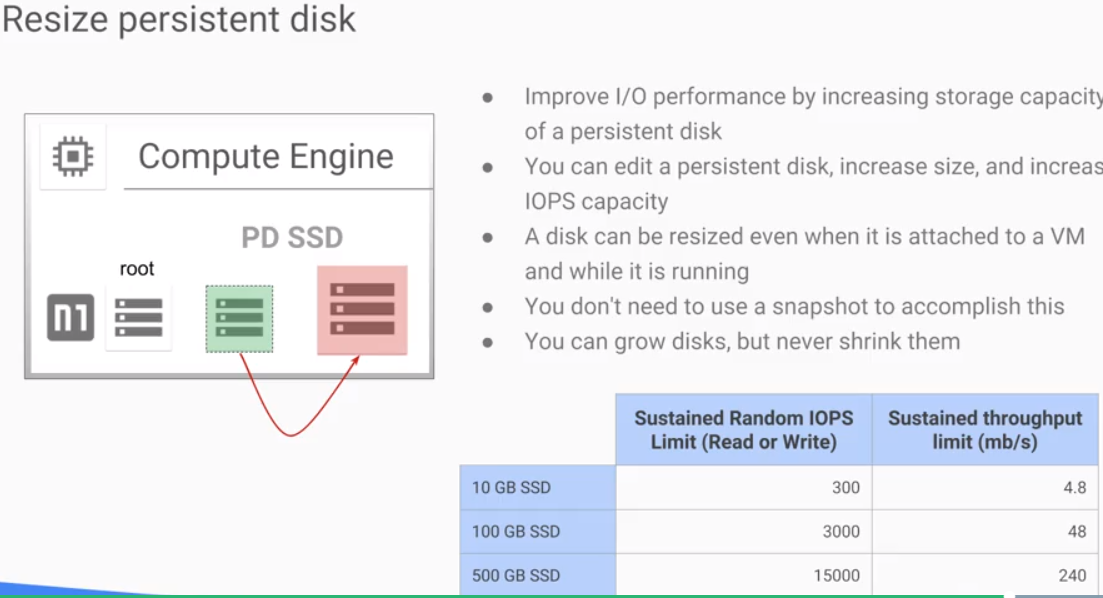 Resize persistent disk
Compute Engine
PD SSD
root
n1
• Improve I/O performance by increasing storage capacity
of a persistent disk
• You can edit a persistent disk, increase size, and increas
IOPS capacity
• A disk can be resized even when it is attached to a VM
and while it is running
• You don't need to use a snapshot to accomplish this
• You can grow disks, but never shrink them
Sustained Random IOPS Limit (Read or Write) Sustained throughput limit (mb/s)
10 GB SSD 300 4.8
100 GB SSD 3000 48
500 GB SSD 15000 240